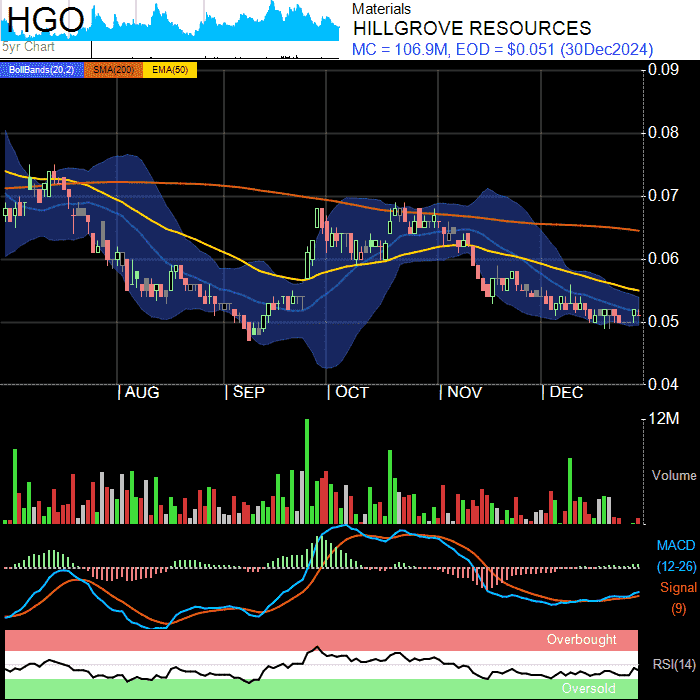 HGO
5yr Chart
Materials
HILLGROVE RESOURCES
MC = 106.9M, EOD = $0.051 (30Dec2024)
BollBands(20,2) SMA(200) EMA(50)
0.09
0.08
0.07
0.06
0.05
0.04
AUG SEP OCT NOV DEC
12M
Volume
MACD
(12-26)
Signal
(9)
Overbought
RSI(14)
Oversold